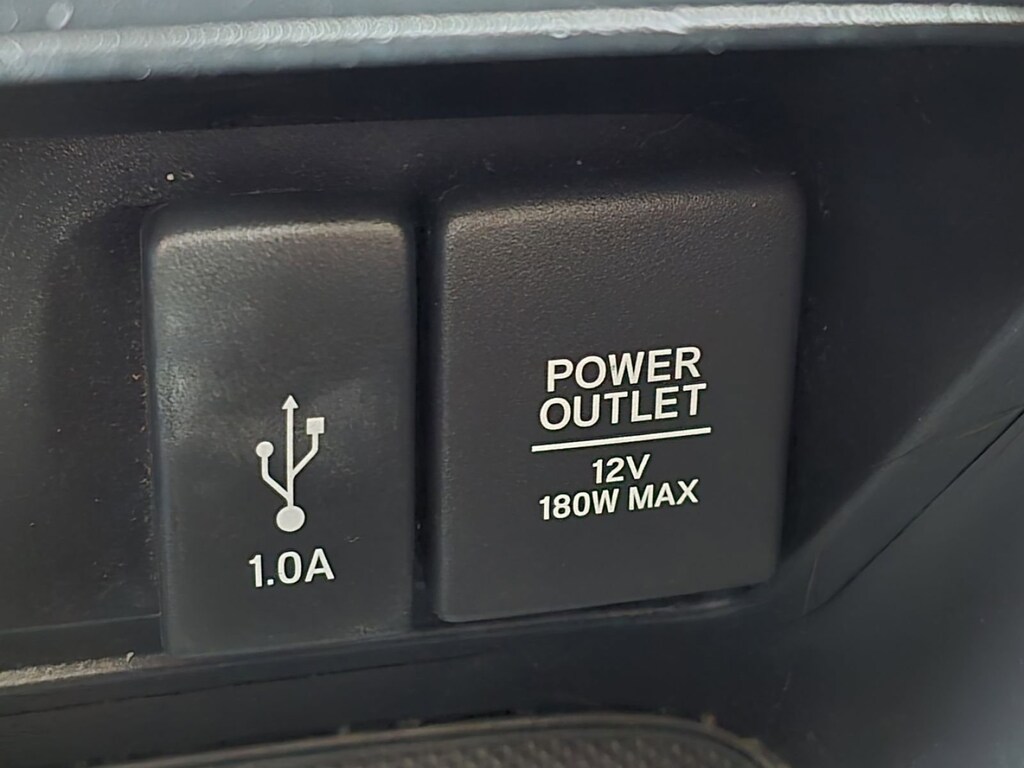 1.0A
POWER
OUTLET
12V
180W MAX